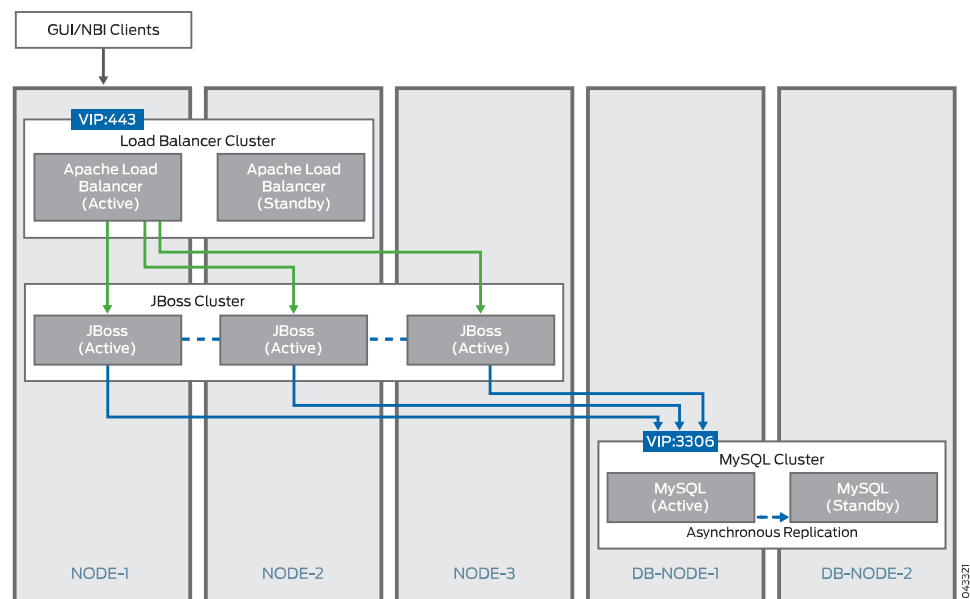 GUI/NBI Clients
VIP:443
Load Balancer Cluster
Apache Load
Balancer
(Active)
Apache Load
Balancer
(Standby)
JBoss Cluster
JBoss
(Active)
JBoss
(Active)
JBoss
(Active)
VIP:3306
MySQL Cluster
MySQL
(Active)
MySQL
(Standby)
Asynchronous Replication
NODE-1
NODE-2
NODE-3
DB-NODE-1
DB-NODE-2
043321